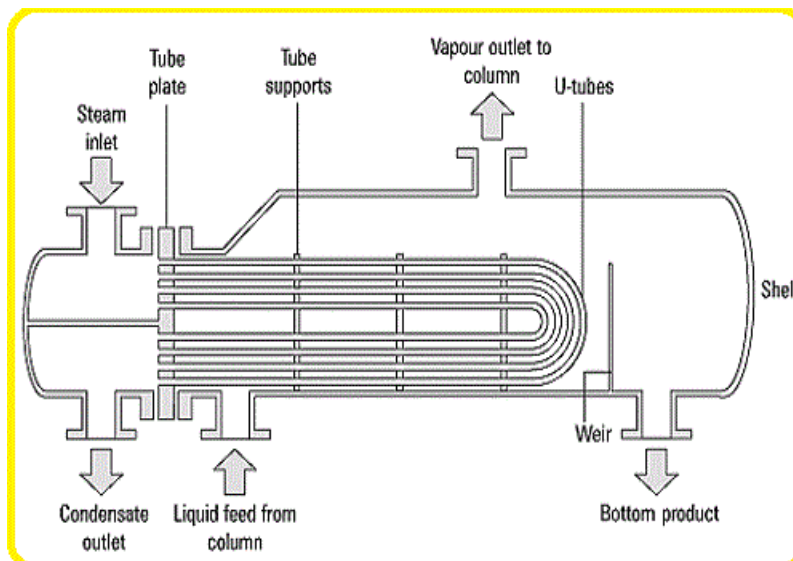 Vapour outlet to
column
Tube
plate
Tube
supports
U-tubes
Steam
inlet
Shel
Weir
Condensate
outlet
Liquid feed from
column
Bottom product